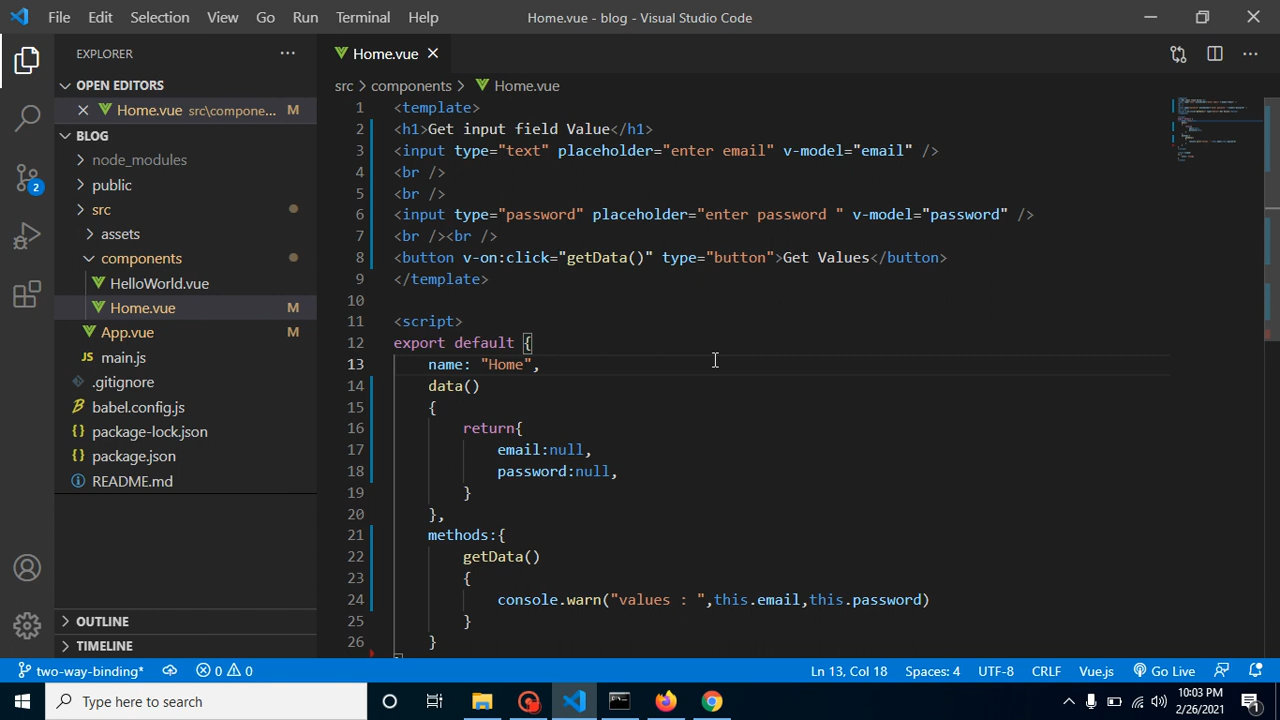 File Edit Selection View Go Run Terminal Help Home.vue - blog - Visual Studio Code
EXPLORER
OPEN EDITORS
Home.vue src\compone... M
BLOG
node_modules
public
src
assets
components
HelloWorld.vue
Home.vue M
App.vue M
JS main.js
.gitignore
babel.config.js
{} package-lock.json
{} package.json
README.md
OUTLINE
TIMELINE
2
Home.vue
src > components > Home.vue
1 <template>
2 <h1>Get input field Value</h1>
3 <input type="text" placeholder="enter email" v-model="email" />
4 <br />
5 <br />
6 <input type="password" placeholder="enter password " v-model="password" />
7 <br /><br />
8 <button v-on:click="getData()" type="button">Get Values</button>
9 </template>
10
11 <script>
12 export default {
13 name: "Home",
14 data()
15 {
16 return{
17 email:null,
18 password:null,
19 }
20 },
21 methods:{
22 getData()
23 {
24 console.warn("values : ",this.email,this.password)
25 }
26 }
two-way-binding* 0 0 Ln 13, Col 18 Spaces: 4 UTF-8 CRLF Vue.js Go Live
Type here to search
10:03 PM
2/26/2021
1